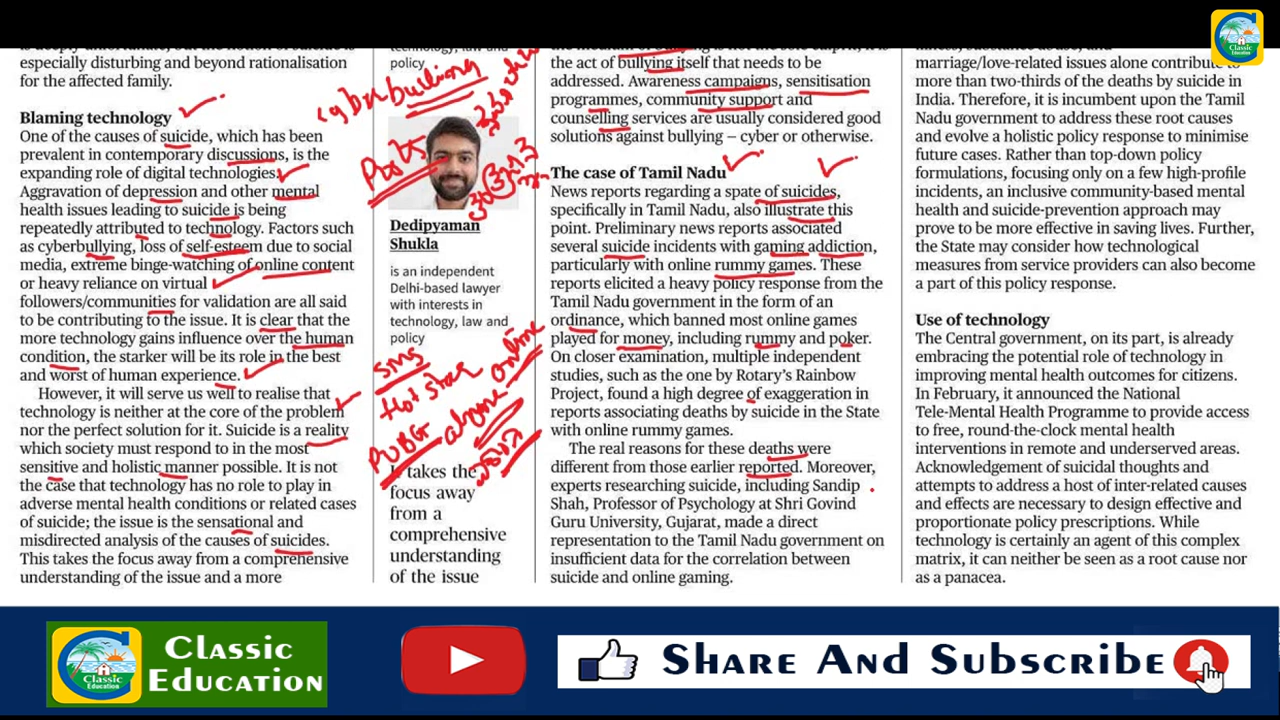 is deeply unfortunate, but the notion of suicide is
especially disturbing and beyond rationalisation
for the affected family.
Blaming technology
One of the causes of suicide, which has been
prevalent in contemporary discussions, is the
expanding role of digital technologies.
Aggravation of depression and other mental
health issues leading to suicide is being
repeatedly attributed to technology. Factors such
as cyberbullying, loss of self-esteem due to social
media, extreme binge-watching of online content
or heavy reliance on virtual
followers/communities for validation are all said
to be contributing to the issue. It is clear that the
more technology gains influence over the human
condition, the starker will be its role in the best
and worst of human experience.
However, it will serve us well to realise that
technology is neither at the core of the problem
nor the perfect solution for it. Suicide is a reality
which society must respond to in the most
sensitive and holistic manner possible. It is not
the case that technology has no role to play in
adverse mental health conditions or related cases
of suicide; the issue is the sensational and
misdirected analysis of the causes of suicides.
This takes the focus away from a comprehensive
understanding of the issue and a more
technology, law and
policy
cyberbulling
Posts
Dedipyaman
Shukla
is an independent
Delhi-based lawyer
with interests in
technology, law and
policy
online
SMS
Hot Star
PUBG
It takes the
focus away
from a
comprehensive
understanding
of the issue
the act of bullying itself that needs to be
addressed. Awareness campaigns, sensitisation
programmes, community support and
counselling services are usually considered good
solutions against bullying – cyber or otherwise.
The case of Tamil Nadu
News reports regarding a spate of suicides,
specifically in Tamil Nadu, also illustrate this
point. Preliminary news reports associated
several suicide incidents with gaming addiction,
particularly with online rummy games. These
reports elicited a heavy policy response from the
Tamil Nadu government in the form of an
ordinance, which banned most online games
played for money, including rummy and poker.
On closer examination, multiple independent
studies, such as the one by Rotary's Rainbow
Project, found a high degree of exaggeration in
reports associating deaths by suicide in the State
with online rummy games.
The real reasons for these deaths were
different from those earlier reported. Moreover,
experts researching suicide, including Sandip
Shah, Professor of Psychology at Shri Govind
Guru University, Gujarat, made a direct
representation to the Tamil Nadu government on
insufficient data for the correlation between
suicide and online gaming.
marriage/love-related issues alone contribute to
more than two-thirds of the deaths by suicide in
India. Therefore, it is incumbent upon the Tamil
Nadu government to address these root causes
and evolve a holistic policy response to minimise
future cases. Rather than top-down policy
formulations, focusing only on a few high-profile
incidents, an inclusive community-based mental
health and suicide-prevention approach may
prove to be more effective in saving lives. Further,
the State may consider how technological
measures from service providers can also become
a part of this policy response.
Use of technology
The Central government, on its part, is already
embracing the potential role of technology in
improving mental health outcomes for citizens.
In February, it announced the National
Tele-Mental Health Programme to provide access
to free, round-the-clock mental health
interventions in remote and underserved areas.
Acknowledgement of suicidal thoughts and
attempts to address a host of inter-related causes
and effects are necessary to design effective and
proportionate policy prescriptions. While
technology is certainly an agent of this complex
matrix, it can neither be seen as a root cause nor
as a panacea.
Classic
Education
Classic
Education
Classic
Education
Share And Subscribe